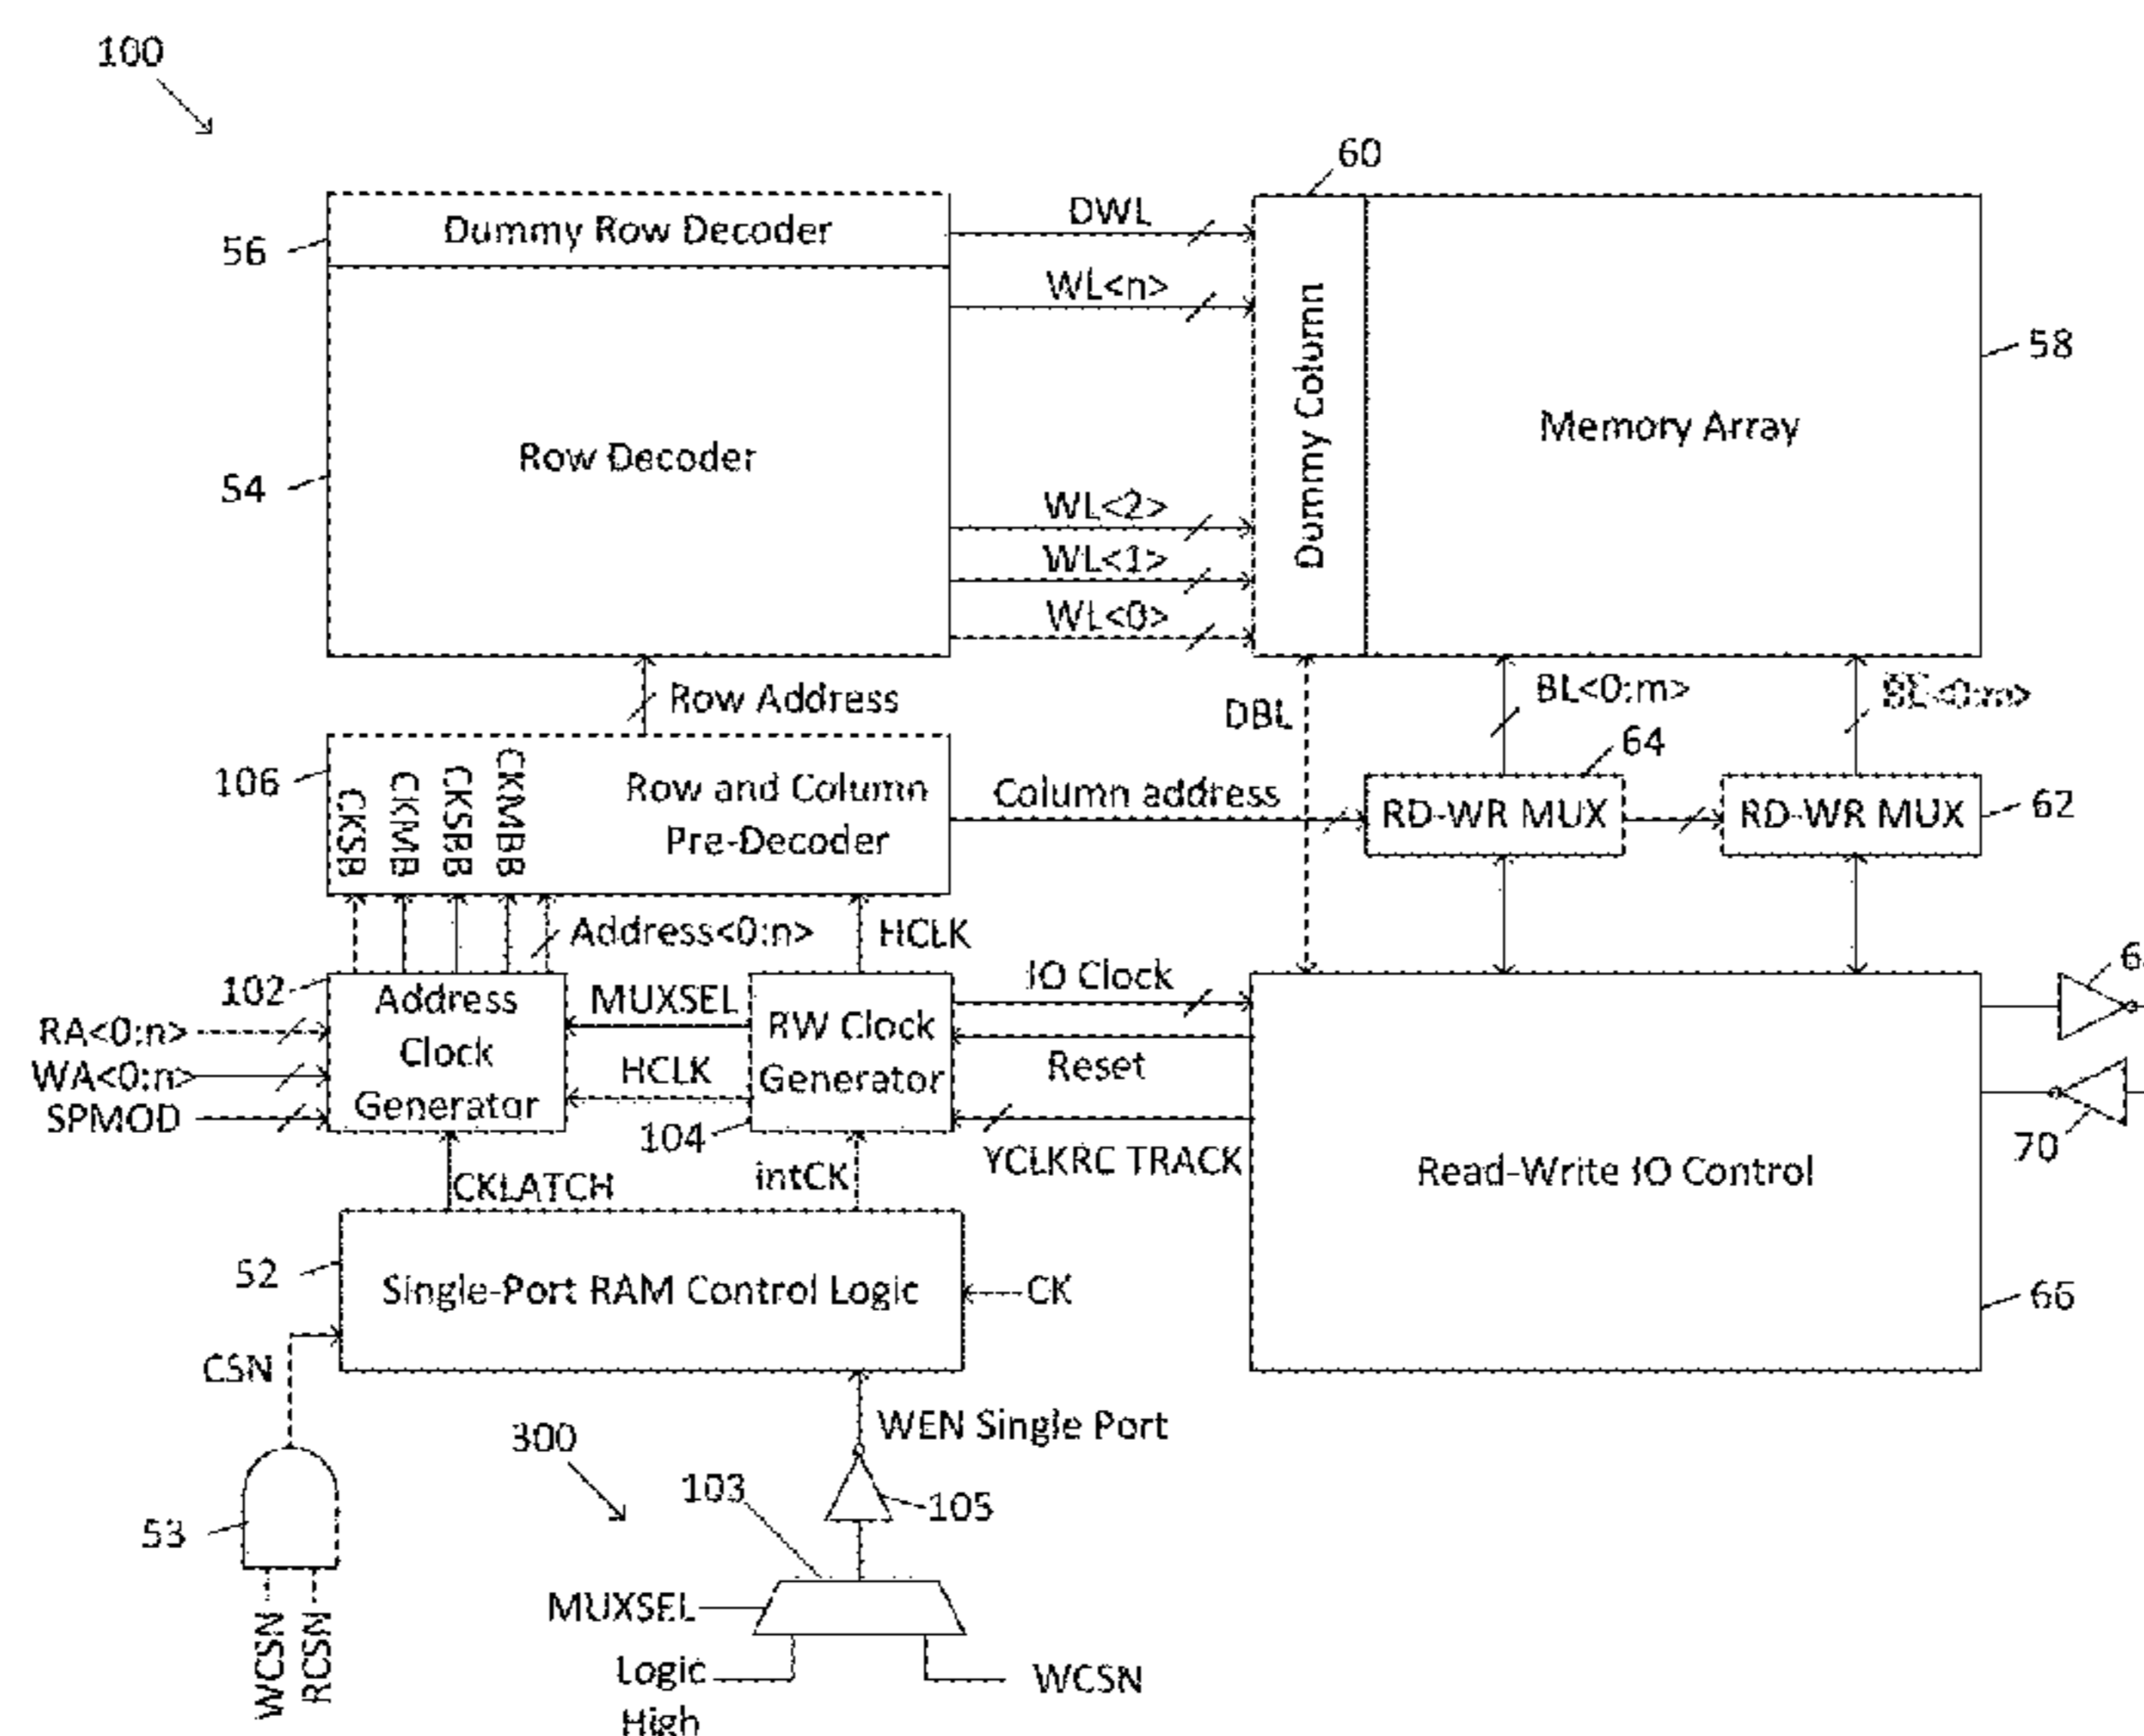 100
60
Dummy Row Decoder
DWL
56
WL<n>
Dummy Column
58
Memory Array
Row Decoder
54
WL<2>
WL<1>
WL<0>
Row Address
DBL
BL<0:m>
64
106
CKSB
CKMB
CKSBB
CKMBB
Row and Column
Pre-Decoder
Column address
RD-WR MUX
RD-WR MUX
62
Address<0:n>
HCLK
102
Address
Clock
Generator
MUXSEL
HCLK
RW Clock
Generator
IO Clock
Reset
RA<0:n>
WA<0:n>
SPMOD
104
YCLKRC TRACK
70
Read-Write IO Control
CKLATCH
intCK
52
Single-Port RAM Control Logic
CK
66
CSN
WEN Single Port
300
103
105
53
MUXSEL
WCSN
RCSN
Logic
High
WCSN